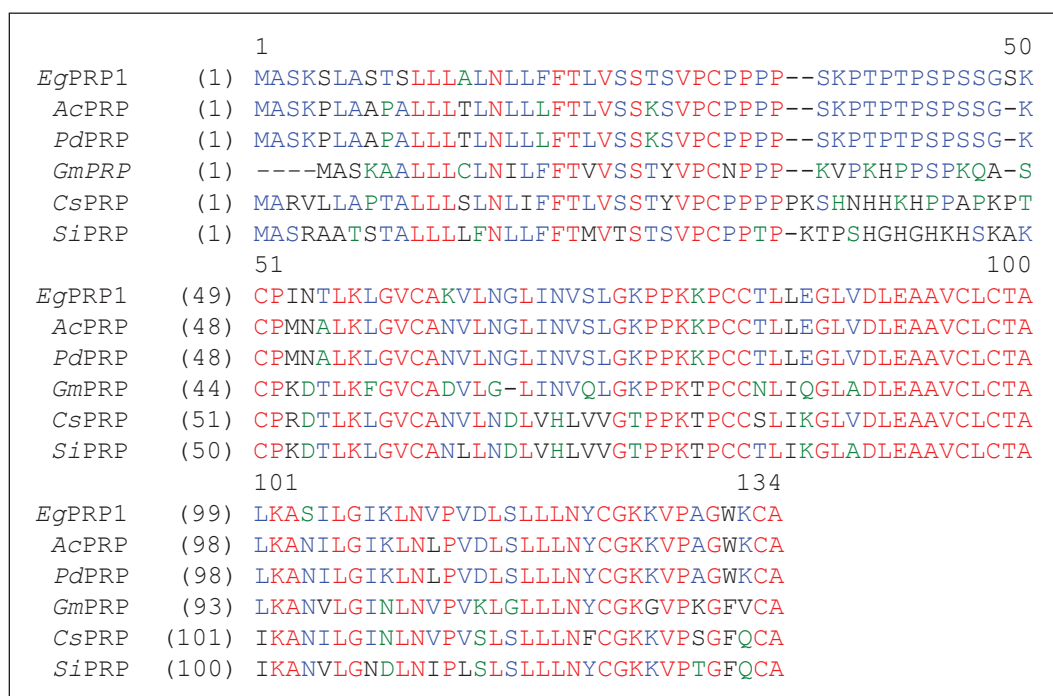 1 50
EgPRP1 (1) MASKSLASTSLLLALNLLFFTLVSSTSVPCPPPP--SKPTPTPSPSSGSK
AcPRP (1) MASKPLAAPALLLTLNLLLFTLVSSKSVPCPPPP--SKPTPTPSPSSG-K
PdPRP (1) MASKPLAAPALLLTLNLLLFTLVSSKSVPCPPPP--SKPTPTPSPSSG-K
GmPRP (1) ----MASKAALLLCLNILFFTVVSSTYVPCNPPP--KVPKHPPSPKQA-S
CsPRP (1) MARVLLAPTALLLSLNLIFFTLVSSTYVPCPPPPPKSHNHHKHPPAPKPT
SiPRP (1) MASRAATSTALLLLFNLLFFTMVTSTSVPCPPTP-KTPSHGHGHKHSKAK
51 100
EgPRP1 (49) CPINTLKLGVCAKVLNGLINVSLGKPPKKPCCTLLEGLVDLEAAVCLCTA
AcPRP (48) CPMNALKLGVCANVLNGLINVSLGKPPKKPCCTLLEGLVDLEAAVCLCTA
PdPRP (48) CPMNALKLGVCANVLNGLINVSLGKPPKKPCCTLLEGLVDLEAAVCLCTA
GmPRP (44) CPKDTLKFGVCADVLG-LINVQLGKPPKTPCCNLIQGLADLEAAVCLCTA
CsPRP (51) CPRDTLKLGVCANVLNDLVHLVVGTPPKTPCCSLIKGLVDLEAAVCLCTA
SiPRP (50) CPKDTLKLGVCANLLNDLVHLVVGTPPKTPCCTLIKGLADLEAAVCLCTA
101 134
EgPRP1 (99) LKASILGIKLNVPVDLSLLLNYCGKKVPAGWKCA
AcPRP (98) LKANILGIKLNLPVDLSLLLNYCGKKVPAGWKCA
PdPRP (98) LKANILGIKLNLPVDLSLLLNYCGKKVPAGWKCA
GmPRP (93) LKANVLGINLNVPVKLGLLLNYCGKGVPKGFVCA
CsPRP (101) IKANILGINLNVPVSLSLLLNFCGKKVPSGFQCA
SiPRP (100) IKANVLGNDLNIPLSLSLLLNYCGKKVPTGFQCA